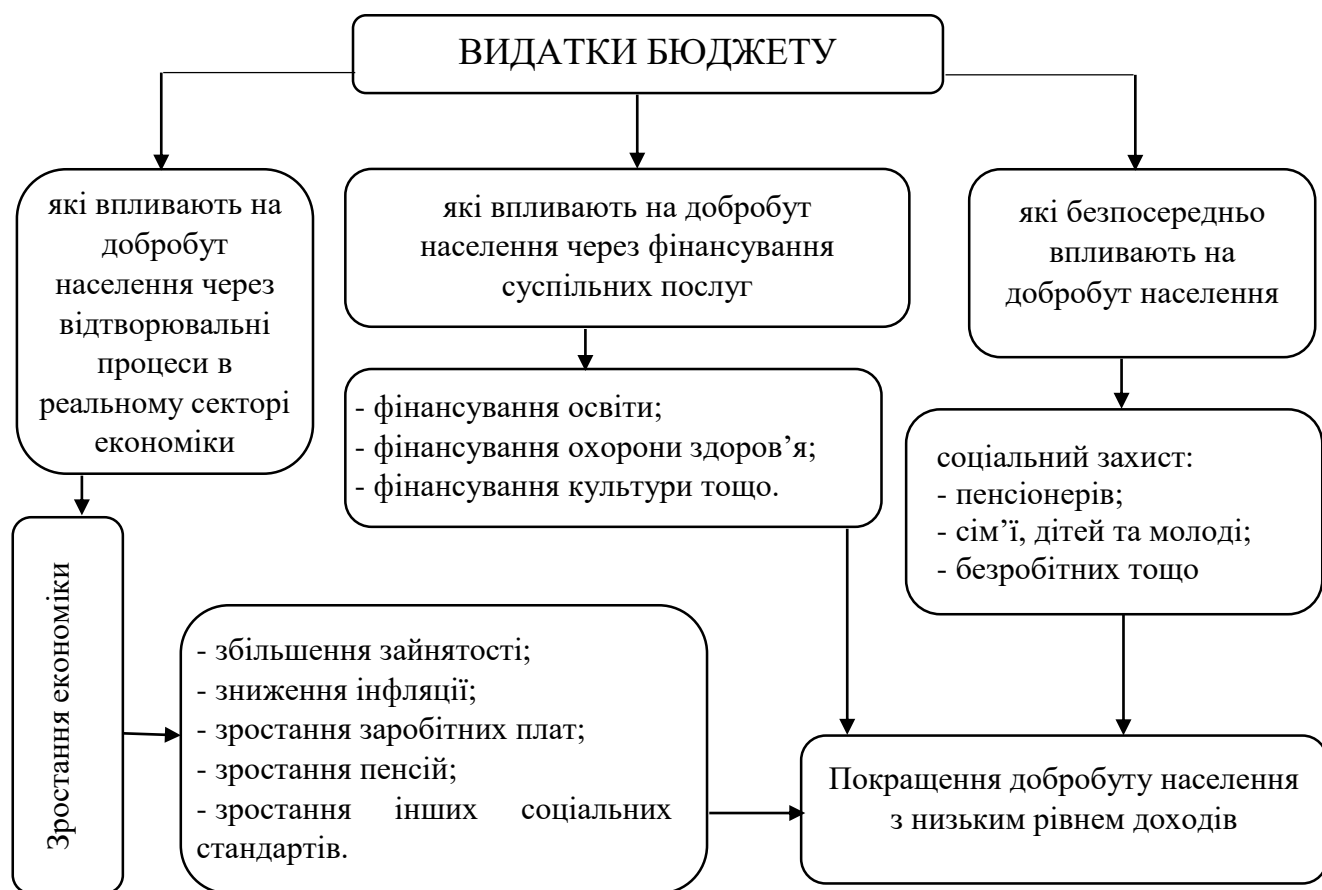 ВИДАТКИ БЮДЖЕТУ
які впливають на
добробут
населення через
відтворювальні
процеси в
реальному секторі
економіки
які впливають на добробут
населення через фінансування
суспільних послуг
які безпосередньо
впливають на
добробут населення
- фінансування освіти;
- фінансування охорони здоров’я;
- фінансування культури тощо.
соціальний захист:
- пенсіонерів;
- сім’ї, дітей та молоді;
- безробітних тощо
Зростання економіки
- збільшення зайнятості;
- зниження інфляції;
- зростання заробітних плат;
- зростання пенсій;
- зростання інших соціальних
стандартів.
Покращення добробуту населення
з низьким рівнем доходів